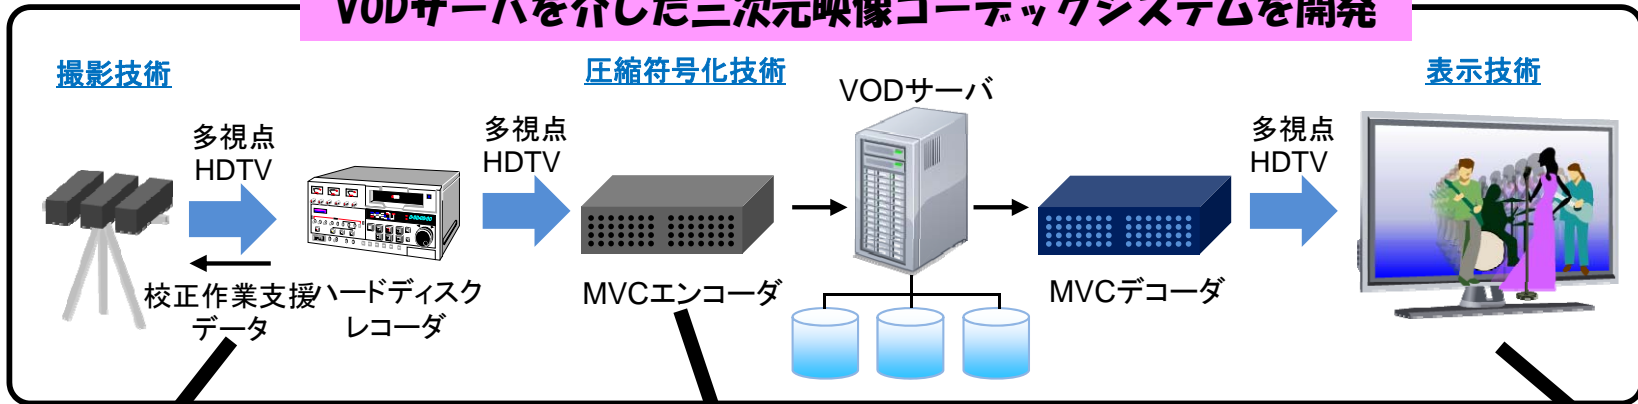 VODサーバを介した三次元映像コーデックシステムを開発
撮影技術
圧縮符号化技術
表示技術
VODサーバ
多視点
HDTV
多視点
HDTV
多視点
HDTV
校正作業支援
データ
ハードディスク
レコーダ
MVCエンコーダ
MVCデコーダ